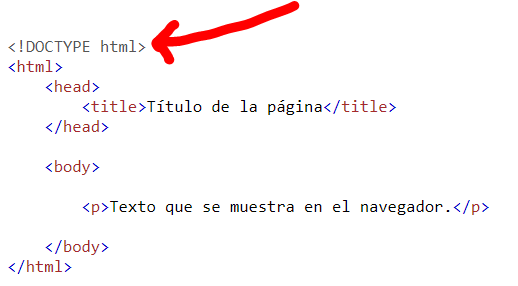 <!DOCTYPE html>
<html>
<head>
<title>Título de la página</title>
</head>
<body>
<p>Texto que se muestra en el navegador.</p>
</body>
</html>